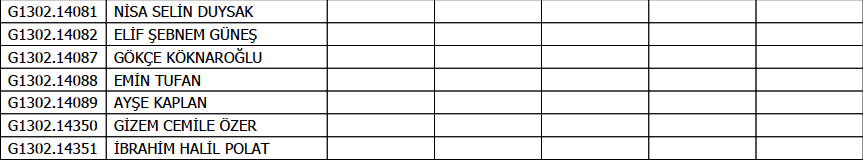 G1302.14081 NİSA SELİN DUYSAK
G1302.14082 ELİF ŞEBNEM GÜNEŞ
G1302.14087 GÖKÇE KÖKNAROĞLU
G1302.14088 EMİN TUFAN
G1302.14089 AYŞE KAPLAN
G1302.14350 GİZEM CEMİLE ÖZER
G1302.14351 İBRAHİM HALİL POLAT